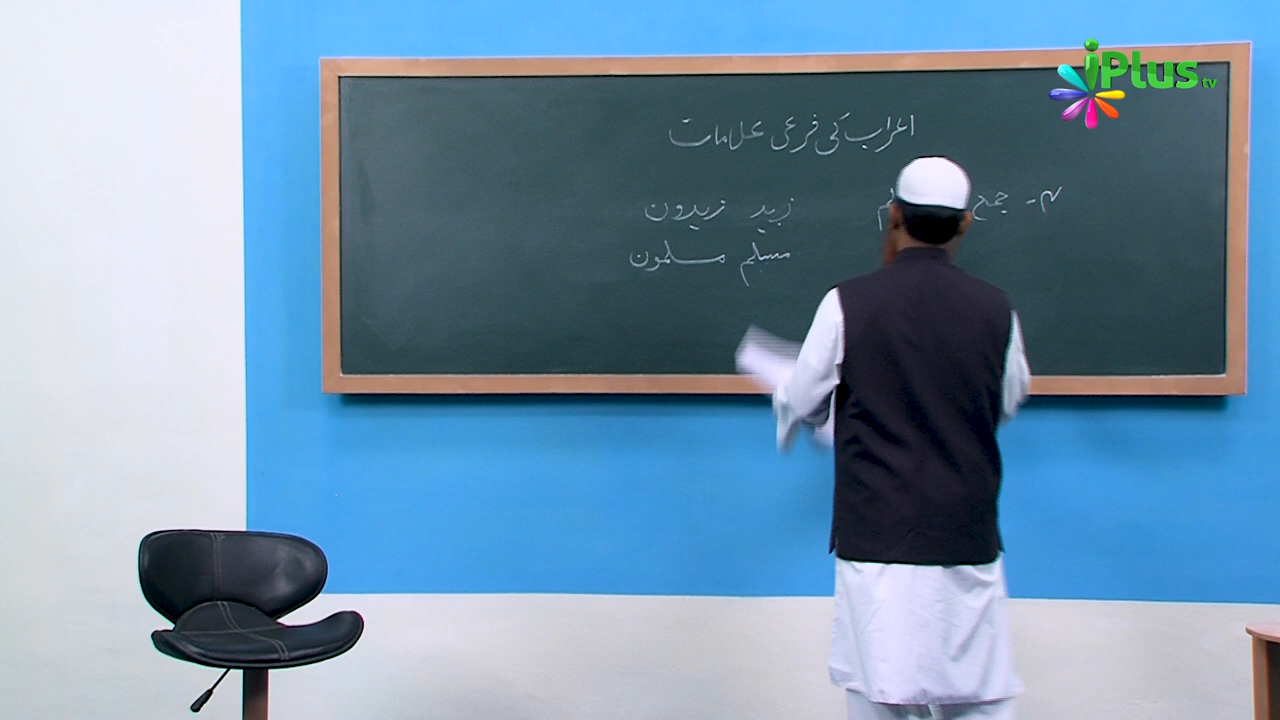 iPlus tv
اعراب کی فرعی علامات
۴۔ جمع زید زیدون
مسلم مسلمون